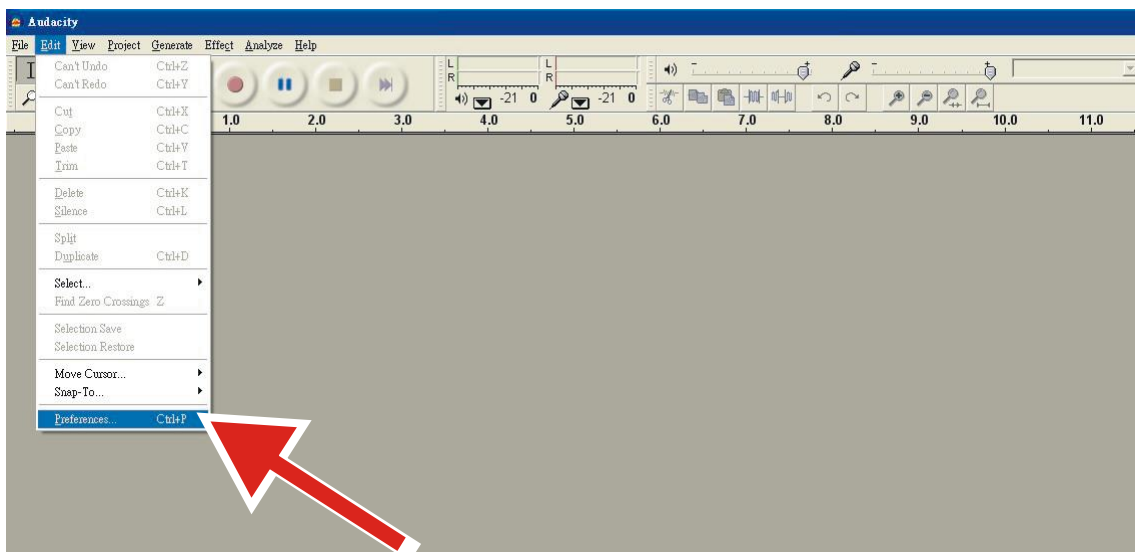 Audacity
File Edit View Project Generate Effect Analyze Help
Can't Undo Ctrl+Z
Can't Redo Ctrl+Y
Cut Ctrl+X
Copy Ctrl+C
Paste Ctrl+V
Trim Ctrl+T
Delete Ctrl+K
Silence Ctrl+L
Split
Duplicate Ctrl+D
Select...
Find Zero Crossings Z
Selection Save
Selection Restore
Move Cursor...
Snap-To...
Preferences... Ctrl+P
L L
R R
-21 0 -21 0
1.0 2.0 3.0 4.0 5.0 6.0 7.0 8.0 9.0 10.0 11.0